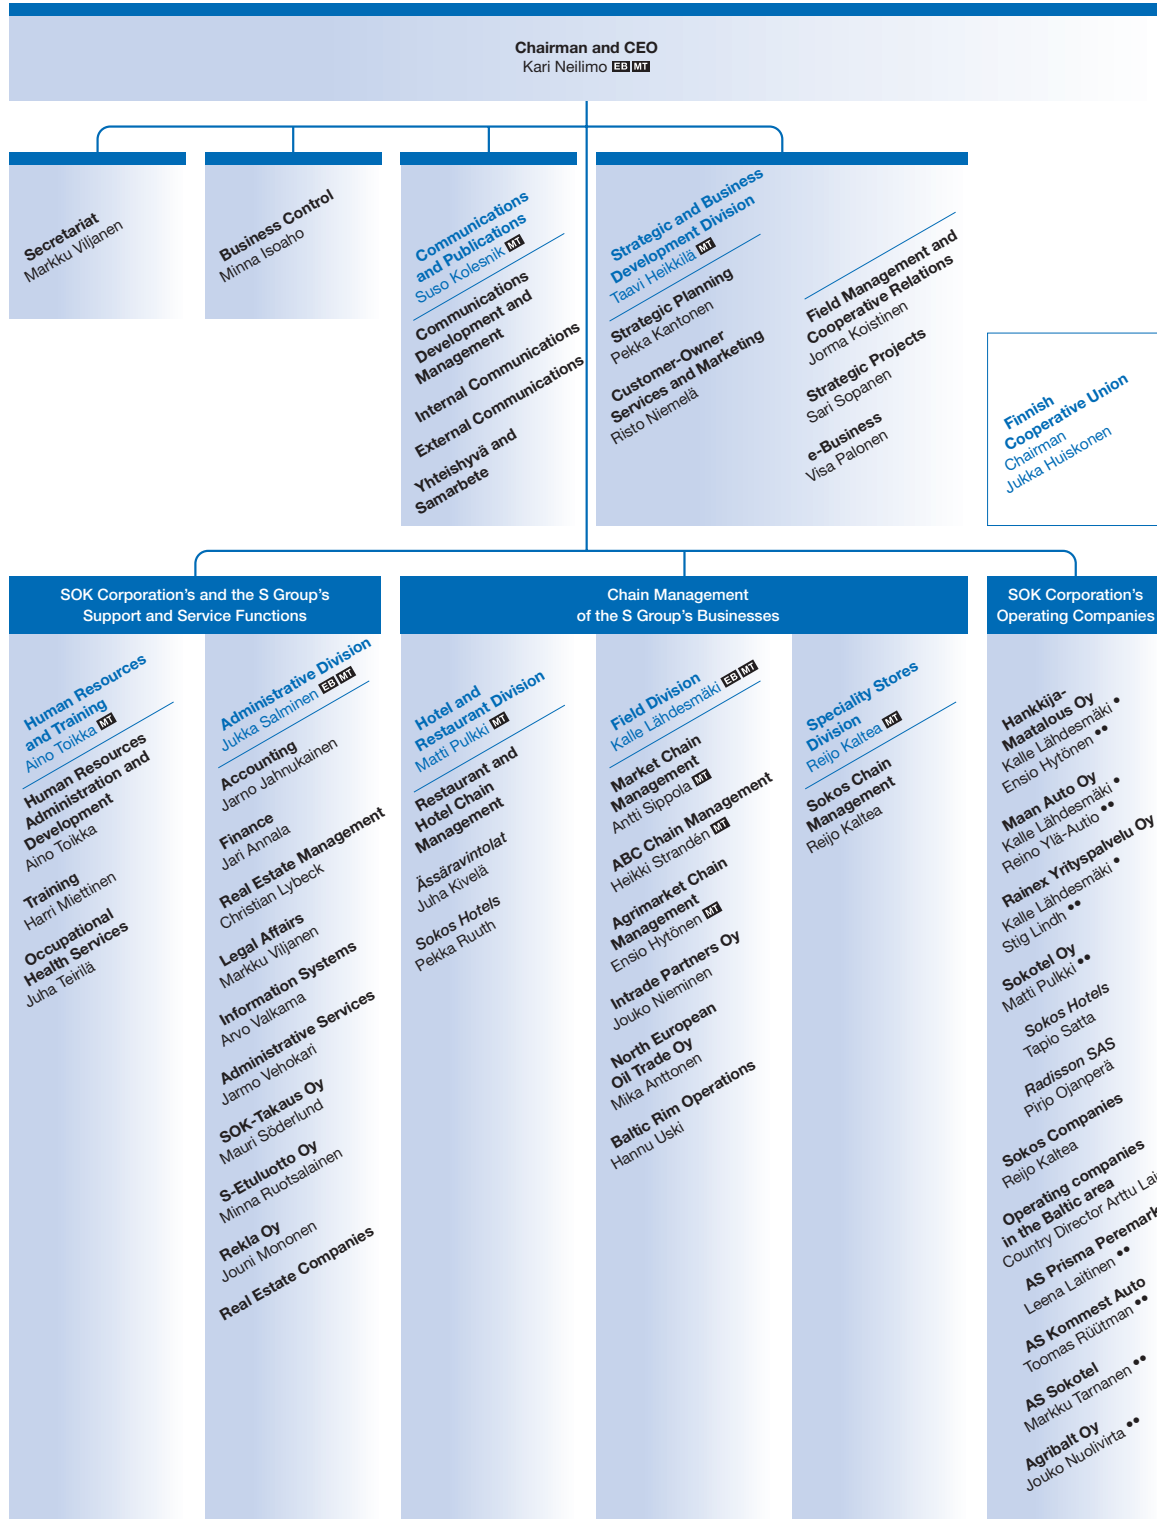 Chairman and CEO
Kari Neilimo EB MT
Secretariat
Markku Viljanen
Business Control
Minna Isoaho
Communications
and Publications
Suso Kolesnik MT
Communications
Development and
Management
Internal Communications
External Communications
Yhteishyvä and
Samarbete
Strategic and Business
Development Division
Taavi Heikkilä MT
Strategic Planning
Pekka Kantonen
Customer-Owner
Services and Marketing
Risto Niemelä
Field Management and
Cooperative Relations
Jorma Koistinen
Strategic Projects
Sari Sopanen
e-Business
Visa Palonen
Finnish
Cooperative Union
Chairman
Jukka Huiskonen
SOK Corporation's and the S Group's
Support and Service Functions
Human Resources
and Training
Aino Toikka MT
Human Resources
Administration and
Development
Aino Toikka
Training
Harri Miettinen
Occupational
Health Services
Juha Teirilä
Administrative Division
Jukka Salminen EB MT
Accounting
Jarno Jahnukainen
Finance
Jari Annala
Real Estate Management
Christian Lybeck
Legal Affairs
Markku Viljanen
Information Systems
Arvo Valkama
Administrative Services
Jarmo Vehokari
SOK-Takaus Oy
Mauri Söderlund
S-Etuluotto Oy
Minna Ruotsalainen
Rekla Oy
Jouni Mononen
Real Estate Companies
Chain Management
of the S Group's Businesses
Hotel and
Restaurant Division
Matti Pulkki MT
Restaurant and
Hotel Chain
Management
Ässäravintolat
Juha Kivelä
Sokos Hotels
Pekka Ruuth
Field Division
Kalle Lähdesmäki EB MT
Market Chain
Management
Antti Sippola MT
ABC Chain Management
Heikki Strandén MT
Agrimarket Chain
Management
Ensio Hytönen MT
Intrade Partners Oy
Jouko Nieminen
North European
Oil Trade Oy
Mika Anttonen
Baltic Rim Operations
Hannu Uski
Speciality Stores
Division
Reijo Kaltea MT
Sokos Chain
Management
Reijo Kaltea
SOK Corporation's
Operating Companies
Hankkija-
Maatalous Oy
Kalle Lähdesmäki •
Ensio Hytönen ••
Maan Auto Oy
Kalle Lähdesmäki •
Reino Ylä-Autio ••
Rainex Yrityspalvelu Oy
Kalle Lähdesmäki •
Stig Lindh ••
Sokotel Oy
Matti Pulkki ••
Sokos Hotels
Tapio Satta
Radisson SAS
Pirjo Ojanperä
Sokos Companies
Reijo Kaltea
Operating companies
in the Baltic area
Country Director Arttu Lai
AS Prisma Peremark
Leena Laitinen ••
AS Kommest Auto
Toomas Rüütman ••
AS Sokotel
Markku Tarnanen ••
Agribalt Oy
Jouko Nuolivirta ••